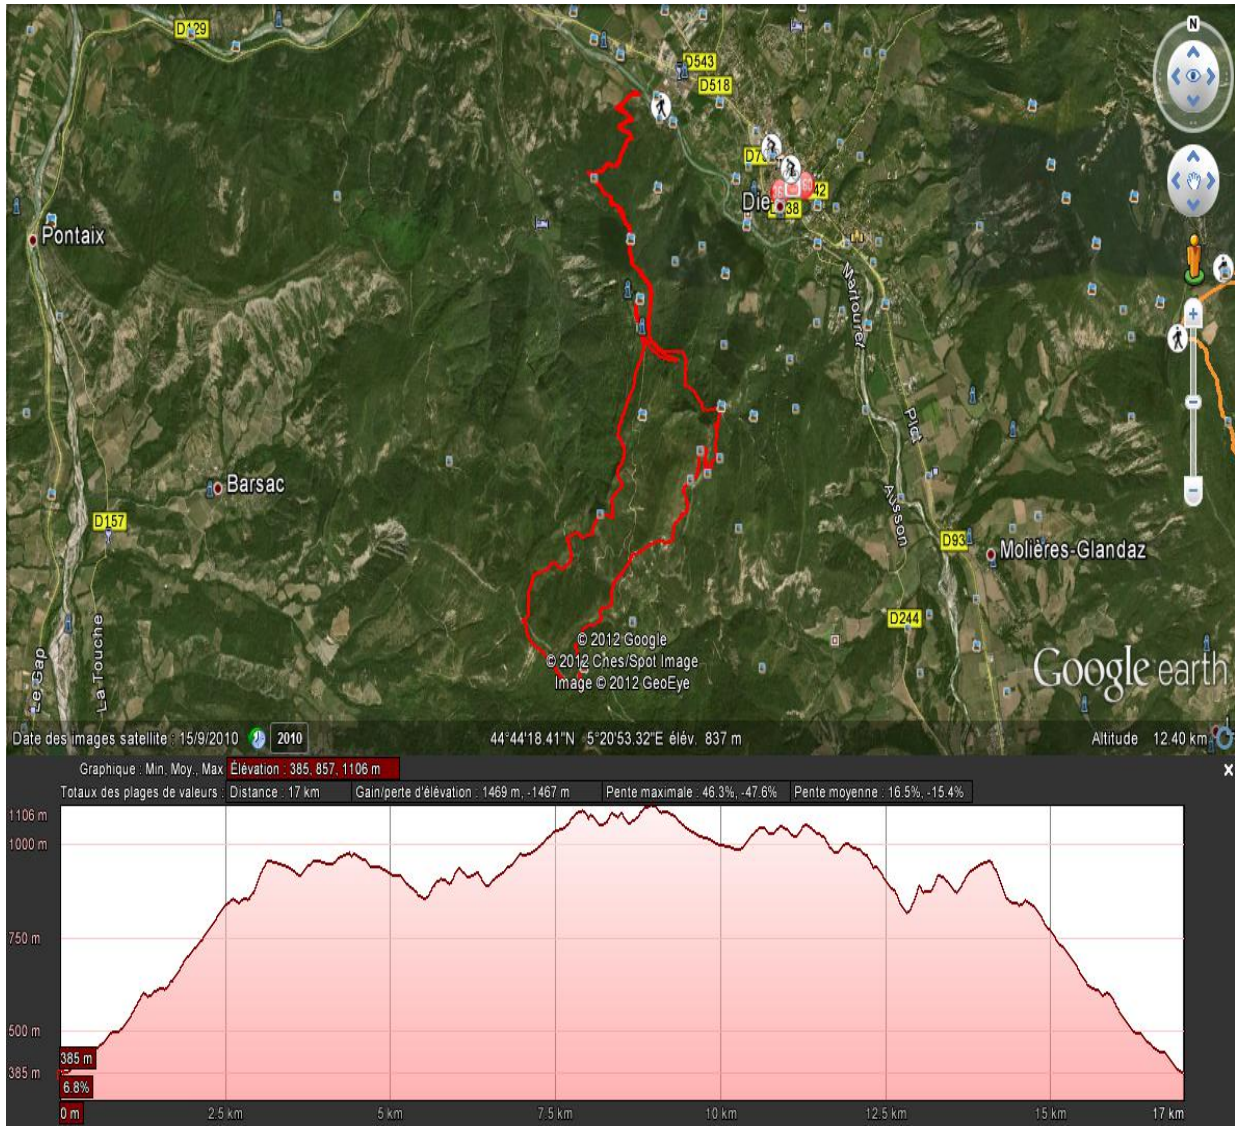 D129
D543
D518
N
Die
Pontaix
Martouret
Plct
Ausson
Barsac
D157
D93
Molières-Glandaz
D244
Le Gap
La Touche
© 2012 Google
© 2012 Cnes/Spot Image
Image © 2012 GeoEye
Google earth
Date des images satellite : 15/9/2010 2010 44°44'18.41"N 5°20'53.32"E élév. 837 m Altitude 12.40 km
Graphique : Min, Moy., Max Élévation : 385, 857, 1106 m x
Totaux des plages de valeurs : Distance : 17 km Gain/perte d'élévation : 1469 m, -1467 m Pente maximale : 46.3%, -47.6% Pente moyenne : 16.5%, -15.4%
1106 m
1000 m
750 m
500 m
385 m
385 m
6.8%
0 m 2.5 km 5 km 7.5 km 10 km 12.5 km 15 km 17 km